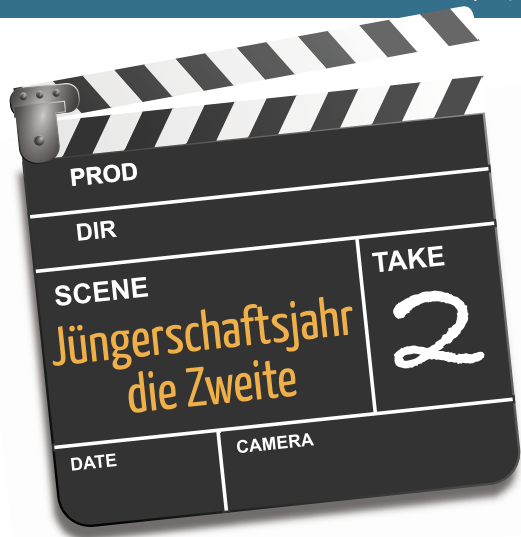 PROD
DIR
SCENE
TAKE
Jüngerschaftsjahr
die Zweite
2
DATE
CAMERA